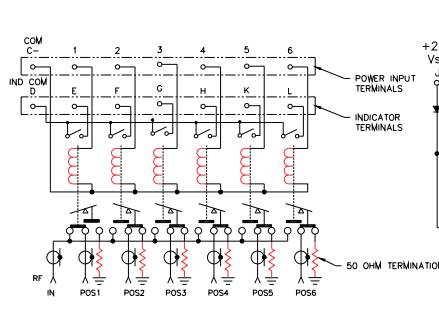 COM
C- 1 2 3 4 5 6
POWER INPUT
TERMINALS
IND COM
D E F G H K L
INDICATOR
TERMINALS
+2
Vs
J
50 OHM TERMINATION
RF
IN POS1 POS2 POS3 POS4 POS5 POS6